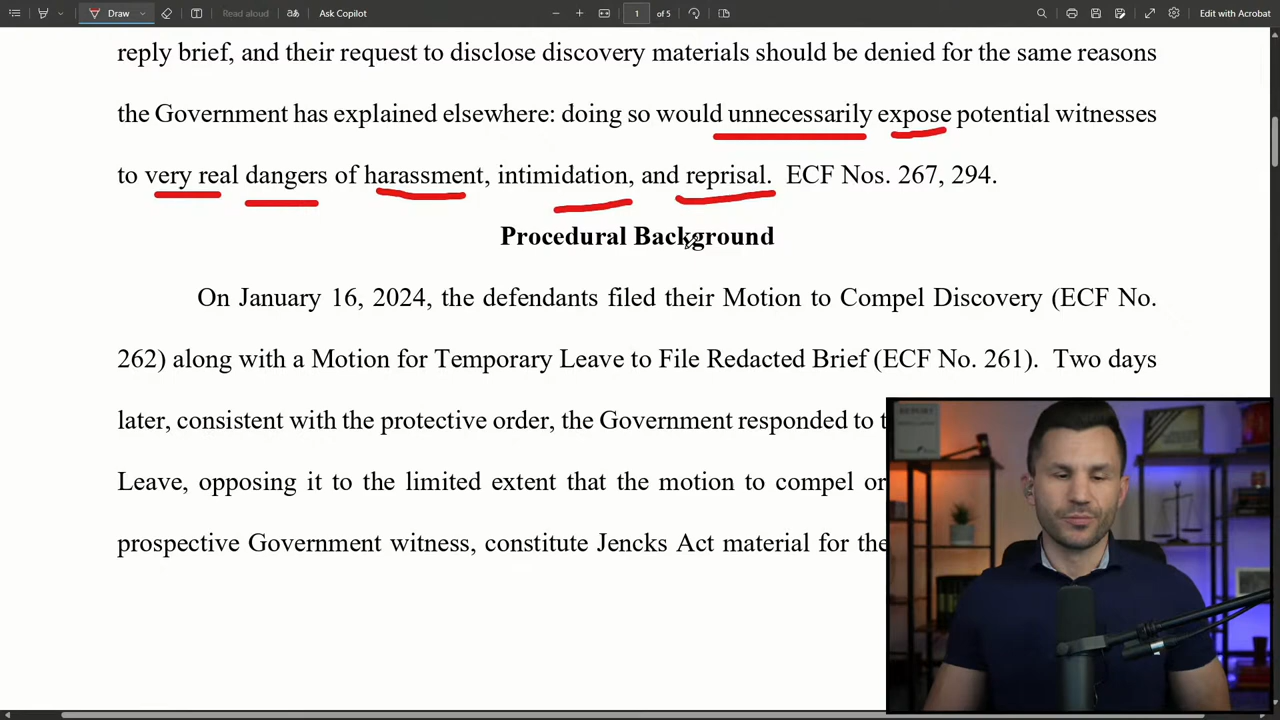 Draw
Read aloud
Ask Copilot
1
of 5
Edit with Acrobat
reply brief, and their request to disclose discovery materials should be denied for the same reasons
the Government has explained elsewhere: doing so would unnecessarily expose potential witnesses
to very real dangers of harassment, intimidation, and reprisal. ECF Nos. 267, 294.
Procedural Background
On January 16, 2024, the defendants filed their Motion to Compel Discovery (ECF No.
262) along with a Motion for Temporary Leave to File Redacted Brief (ECF No. 261). Two days
later, consistent with the protective order, the Government responded to
Leave, opposing it to the limited extent that the motion to compel or
prospective Government witness, constitute Jencks Act material for the